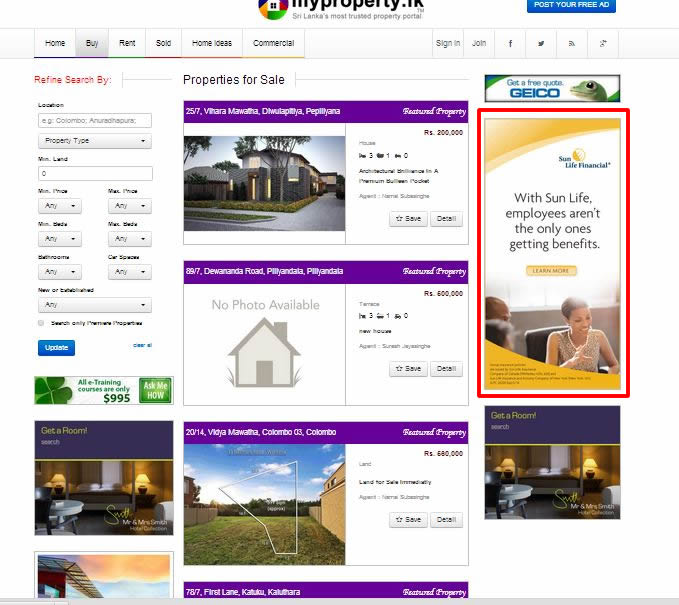 myproperty.lk
Sri Lanka's most trusted property portal
POST YOUR FREE AD
Home
Buy
Rent
Sold
Home Ideas
Commercial
Sign In
Join
Refine Search By:
Location
e.g: Colombo; Anuradhapura;
Property Type
Min. Land
0
Min. Price
Max. Price
Any
Any
Min. Beds
Max. Beds
Any
Any
Bathrooms
Car Spaces
Any
Any
New or Established
Any
Search only Premiere Properties
Update
clear all
All e-Training
courses are only
$995
Ask Me
HOW
Get a Room!
search
Smith
Mr & Mrs Smith
Hotel Collection
Properties for Sale
25/7, Vihara Mawatha, Diwulapitiya, Pepiliyana
Featured Property
Rs. 200,000
House
3 1 0
Architectural Brilliance In A
Premium Bulleen Pocket
Agent : Namal Subasinghe
Save
Detail
89/7, Dewananda Road, Piliyandala, Piliyandala
Featured Property
No Photo Available
Rs. 500,000
Terrace
3 1 0
new house
Agent : Suresh Jayasinghe
Save
Detail
20/14, Vidya Mawatha, Colombo 03, Colombo
Featured Property
(approx)
Rs. 560,000
Land
Land for Sale Immediatly
Agent : Namal Subasinghe
Save
Detail
78/7, First Lane, Katuku, Kaluthara
Featured Property
Get a free quote.
GEICO
Sun
Life Financial
With Sun Life,
employees aren't
the only ones
getting benefits.
LEARN MORE
Get a Room!
search
Smith
Mr & Mrs Smith
Hotel Collection